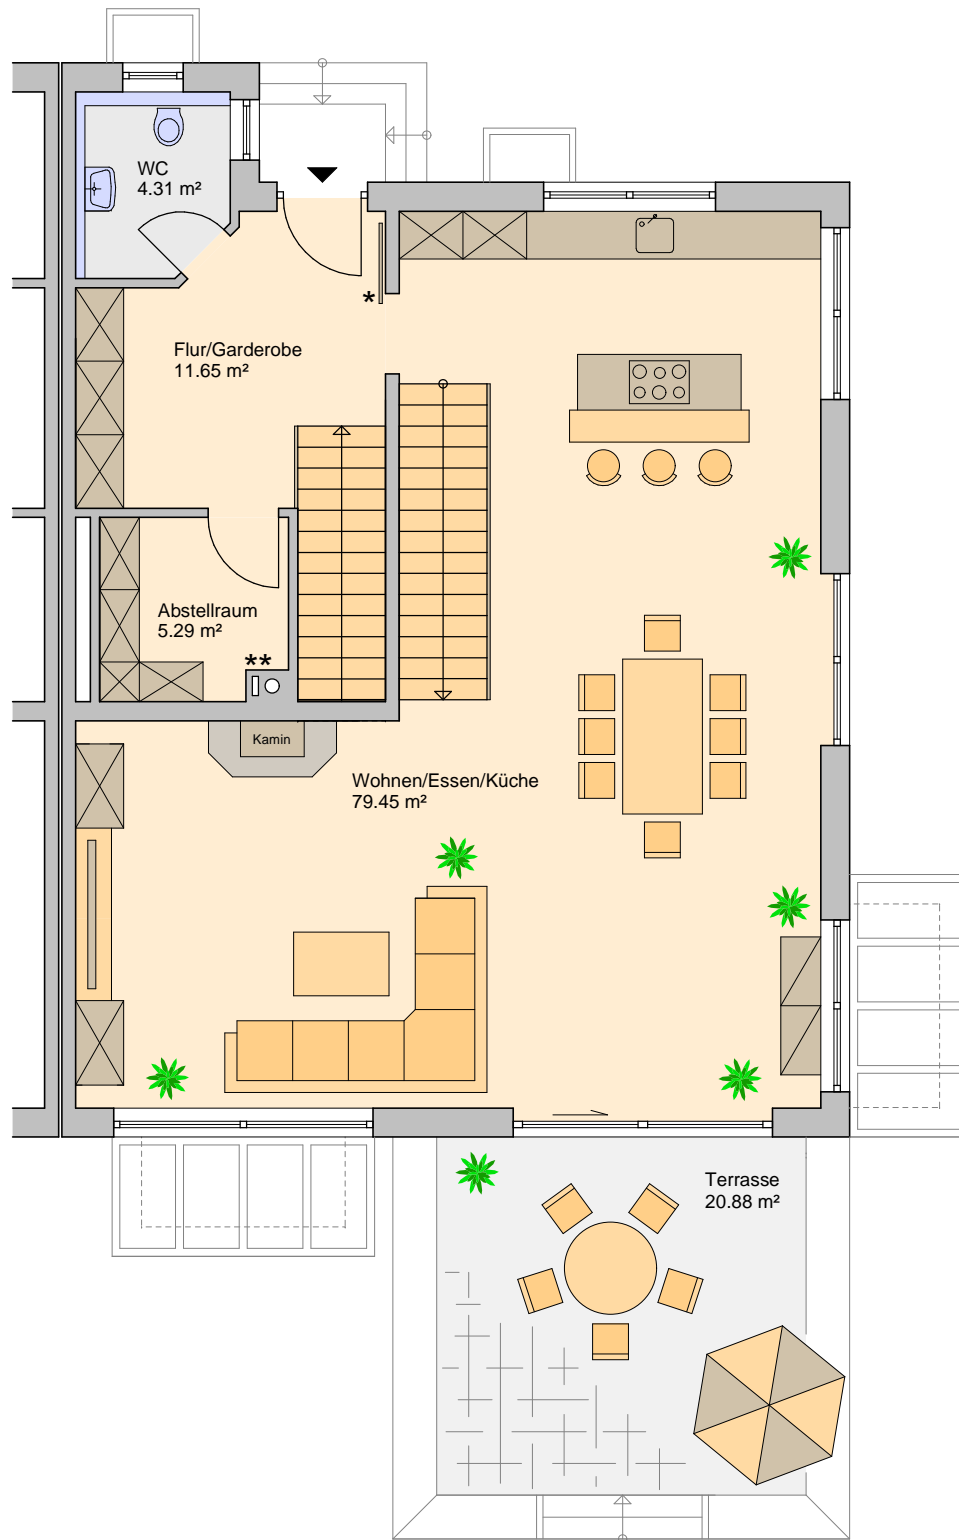 WC
4.31 m²
*
Flur/Garderobe
11.65 m²
Abstellraum
5.29 m²
**
Kamin
Wohnen/Essen/Küche
79.45 m²
Terrasse
20.88 m²